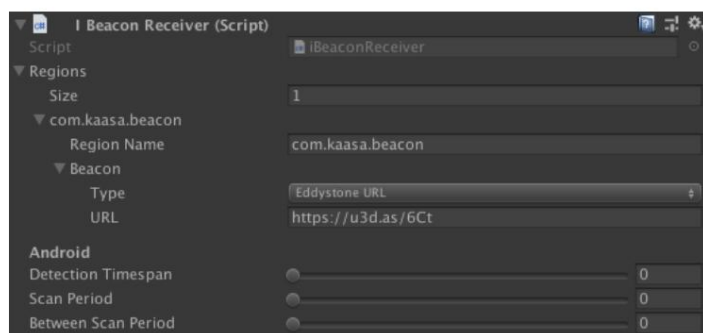 I Beacon Receiver (Script)
Script iBeaconReceiver
Regions
Size 1
com.kaasa.beacon
Region Name com.kaasa.beacon
Beacon
Type Eddystone URL
URL https://u3d.as/6Ct
Android
Detection Timespan 0
Scan Period 0
Between Scan Period 0